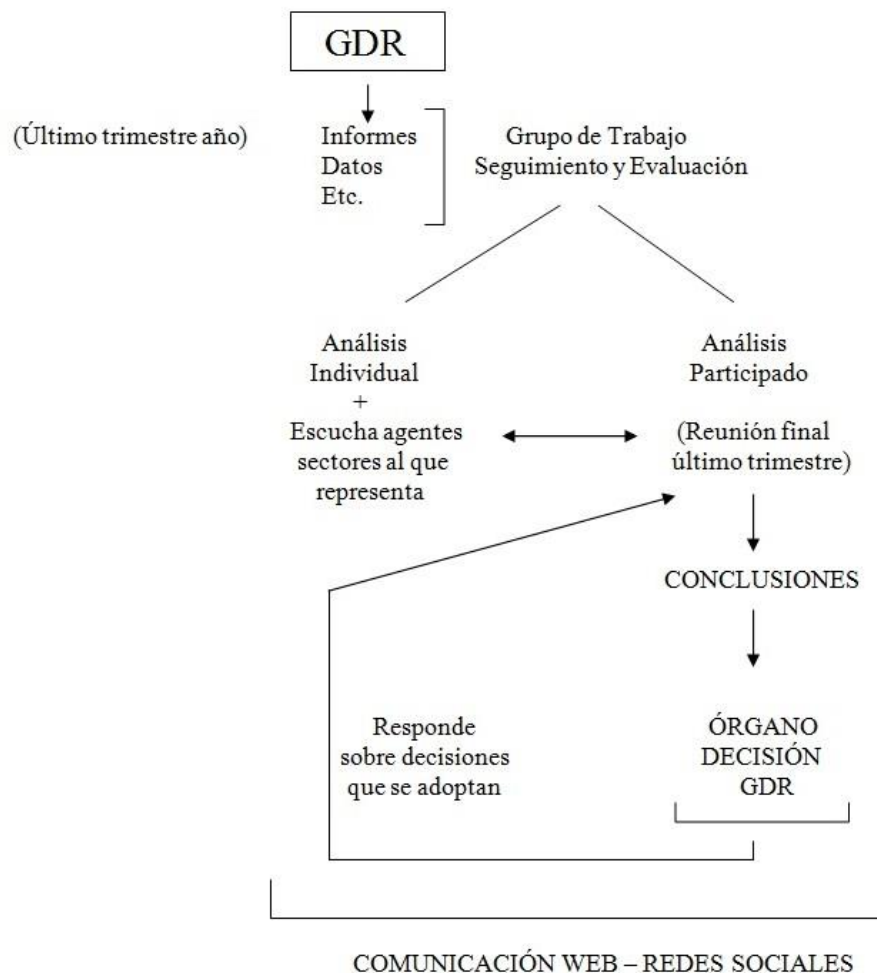 GDR
(Último trimestre año)
Informes
Datos
Etc.
Grupo de Trabajo
Seguimiento y Evaluación
Análisis
Individual
+
Escucha agentes
sectores al que
representa
Análisis
Participado
(Reunión final
último trimestre)
CONCLUSIONES
Responde
sobre decisiones
que se adoptan
ÓRGANO
DECISIÓN
GDR
COMUNICACIÓN WEB – REDES SOCIALES